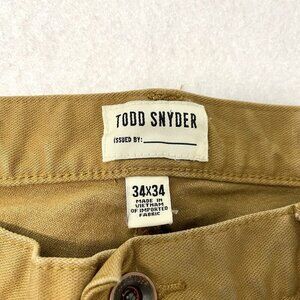 TODD SNYDER
ISSUED BY:
34X34
MADE IN
VIETNAM
OF IMPORTED
FABRIC